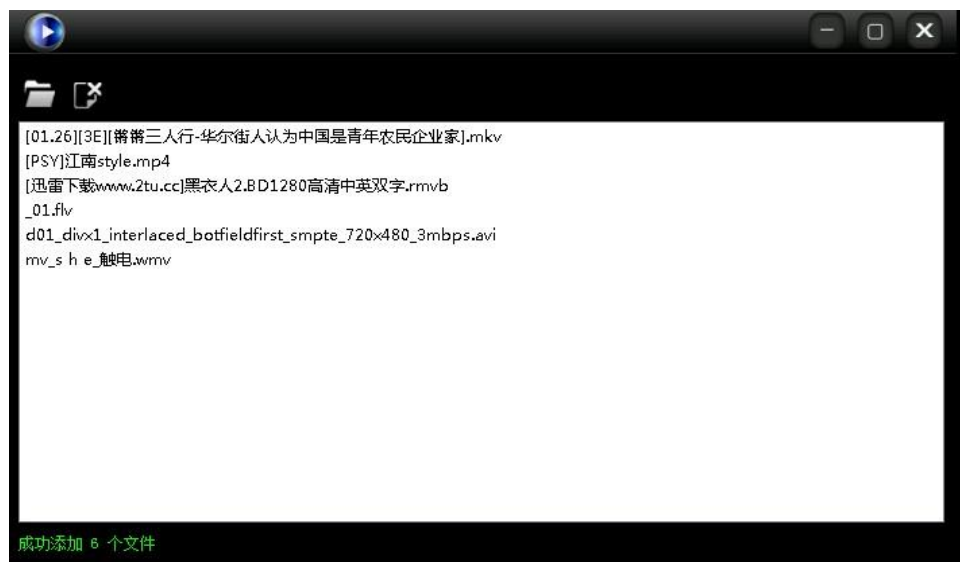 [01.26][3E][锵锵三人行-华尔街人认为中国是青年农民企业家].mkv
[PSY]江南style.mp4
[迅雷下载www.2tu.cc]黑衣人2.BD1280高清中英双字.rmvb
_01.flv
d01_divx1_interlaced_botfieldfirst_smpte_720x480_3mbps.avi
mv_s h e_触电.wmv
成功添加 6 个文件